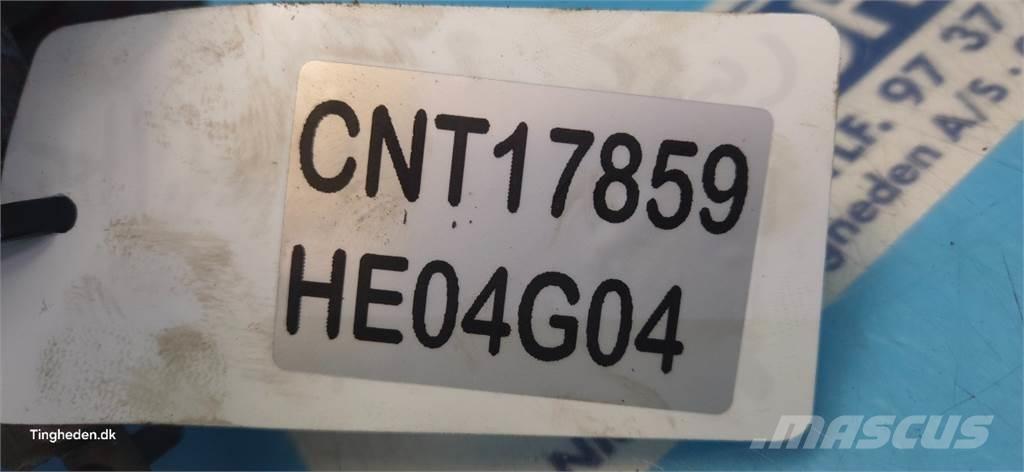 CNT17859
HE04G04
LF. 97 37
gheden A/S
Tingheden.dk
MASCUS